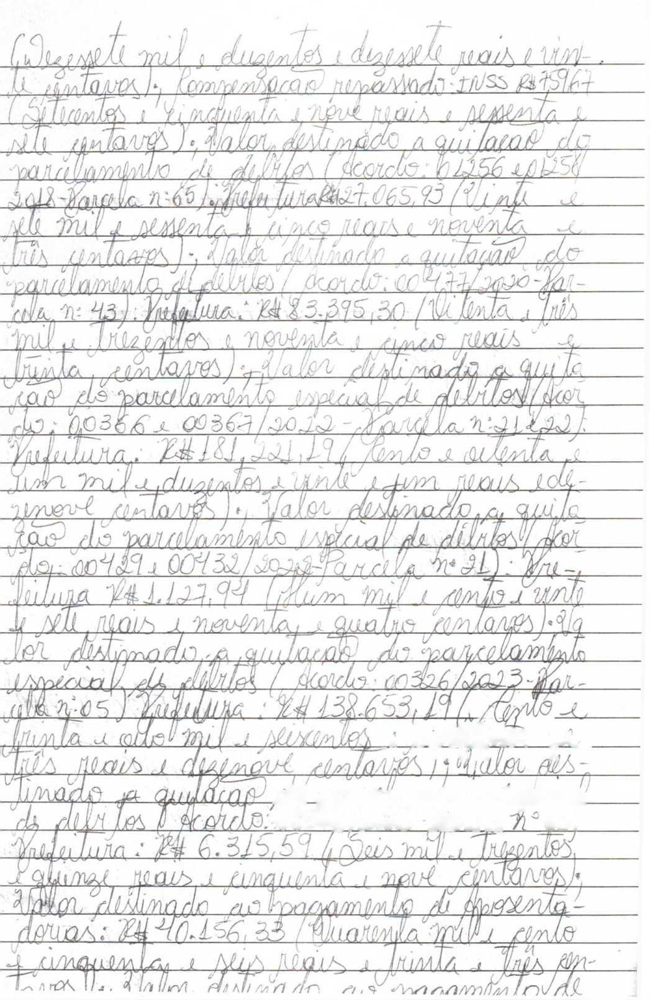 (Dezessete mil e duzentos e dezessete reais e vin-
te centavos); Compensação repassado INSS R$ 759,67
(Setecentos e cinquenta e nove reais e sessenta e
sete centavos); Valor destinado a quitação do
parcelamento de debitos (Acordo: 01256 e 01258
2018-Parcela nº 65): Prefeitura R$ 27.065,93 (Vinte e
sete mil e sessenta e cinco reais e noventa e
três centavos); Valor destinado a quitação do
parcelamento de debitos (Acordo: 00477/2020-Par-
cela nº 43): Prefeitura: R$ 83.395,30 (Oitenta e três
mil e trezentos e noventa e cinco reais e
trinta centavos); Valor destinado a quita
ção do parcelamento especial de debitos (Acor
do: 00366 e 00367/2022-Parcela nº 21 e 22):
Prefeitura: R$ 181.221,19 (Cento e oitenta e
um mil e duzentos e vinte e um reais e de-
zenove centavos); Valor destinado a quita
ção do parcelamento especial de debitos (Acor
do: 00429 e 00432/2022-Parcela nº 21): Pre-
feitura R$ 1.127,94 (Hum mil e cento e vinte
e sete reais e noventa e quatro centavos): Va
lor destinado a quitação do parcelamento
especial de debitos (Acordo: 00326/2023-Par-
cela nº 05) Prefeitura: R$ 138.653,19 (Cento e
trinta e oito mil e seiscentos
três reais e dezenove centavos); Valor des-
tinado a quitação
de debitos (Acordo: nº
Prefeitura: R$ 6.315,59 (Seis mil e trezentos
e quinze reais e cinquenta e nove centavos);
Valor destinado ao pagamento de Aposenta-
dorias: R$ 40.156,33 (Quarenta mil e cento
e cinquenta e seis reais e trinta e três cen-
tavos); Valor destinado ao pagamento de